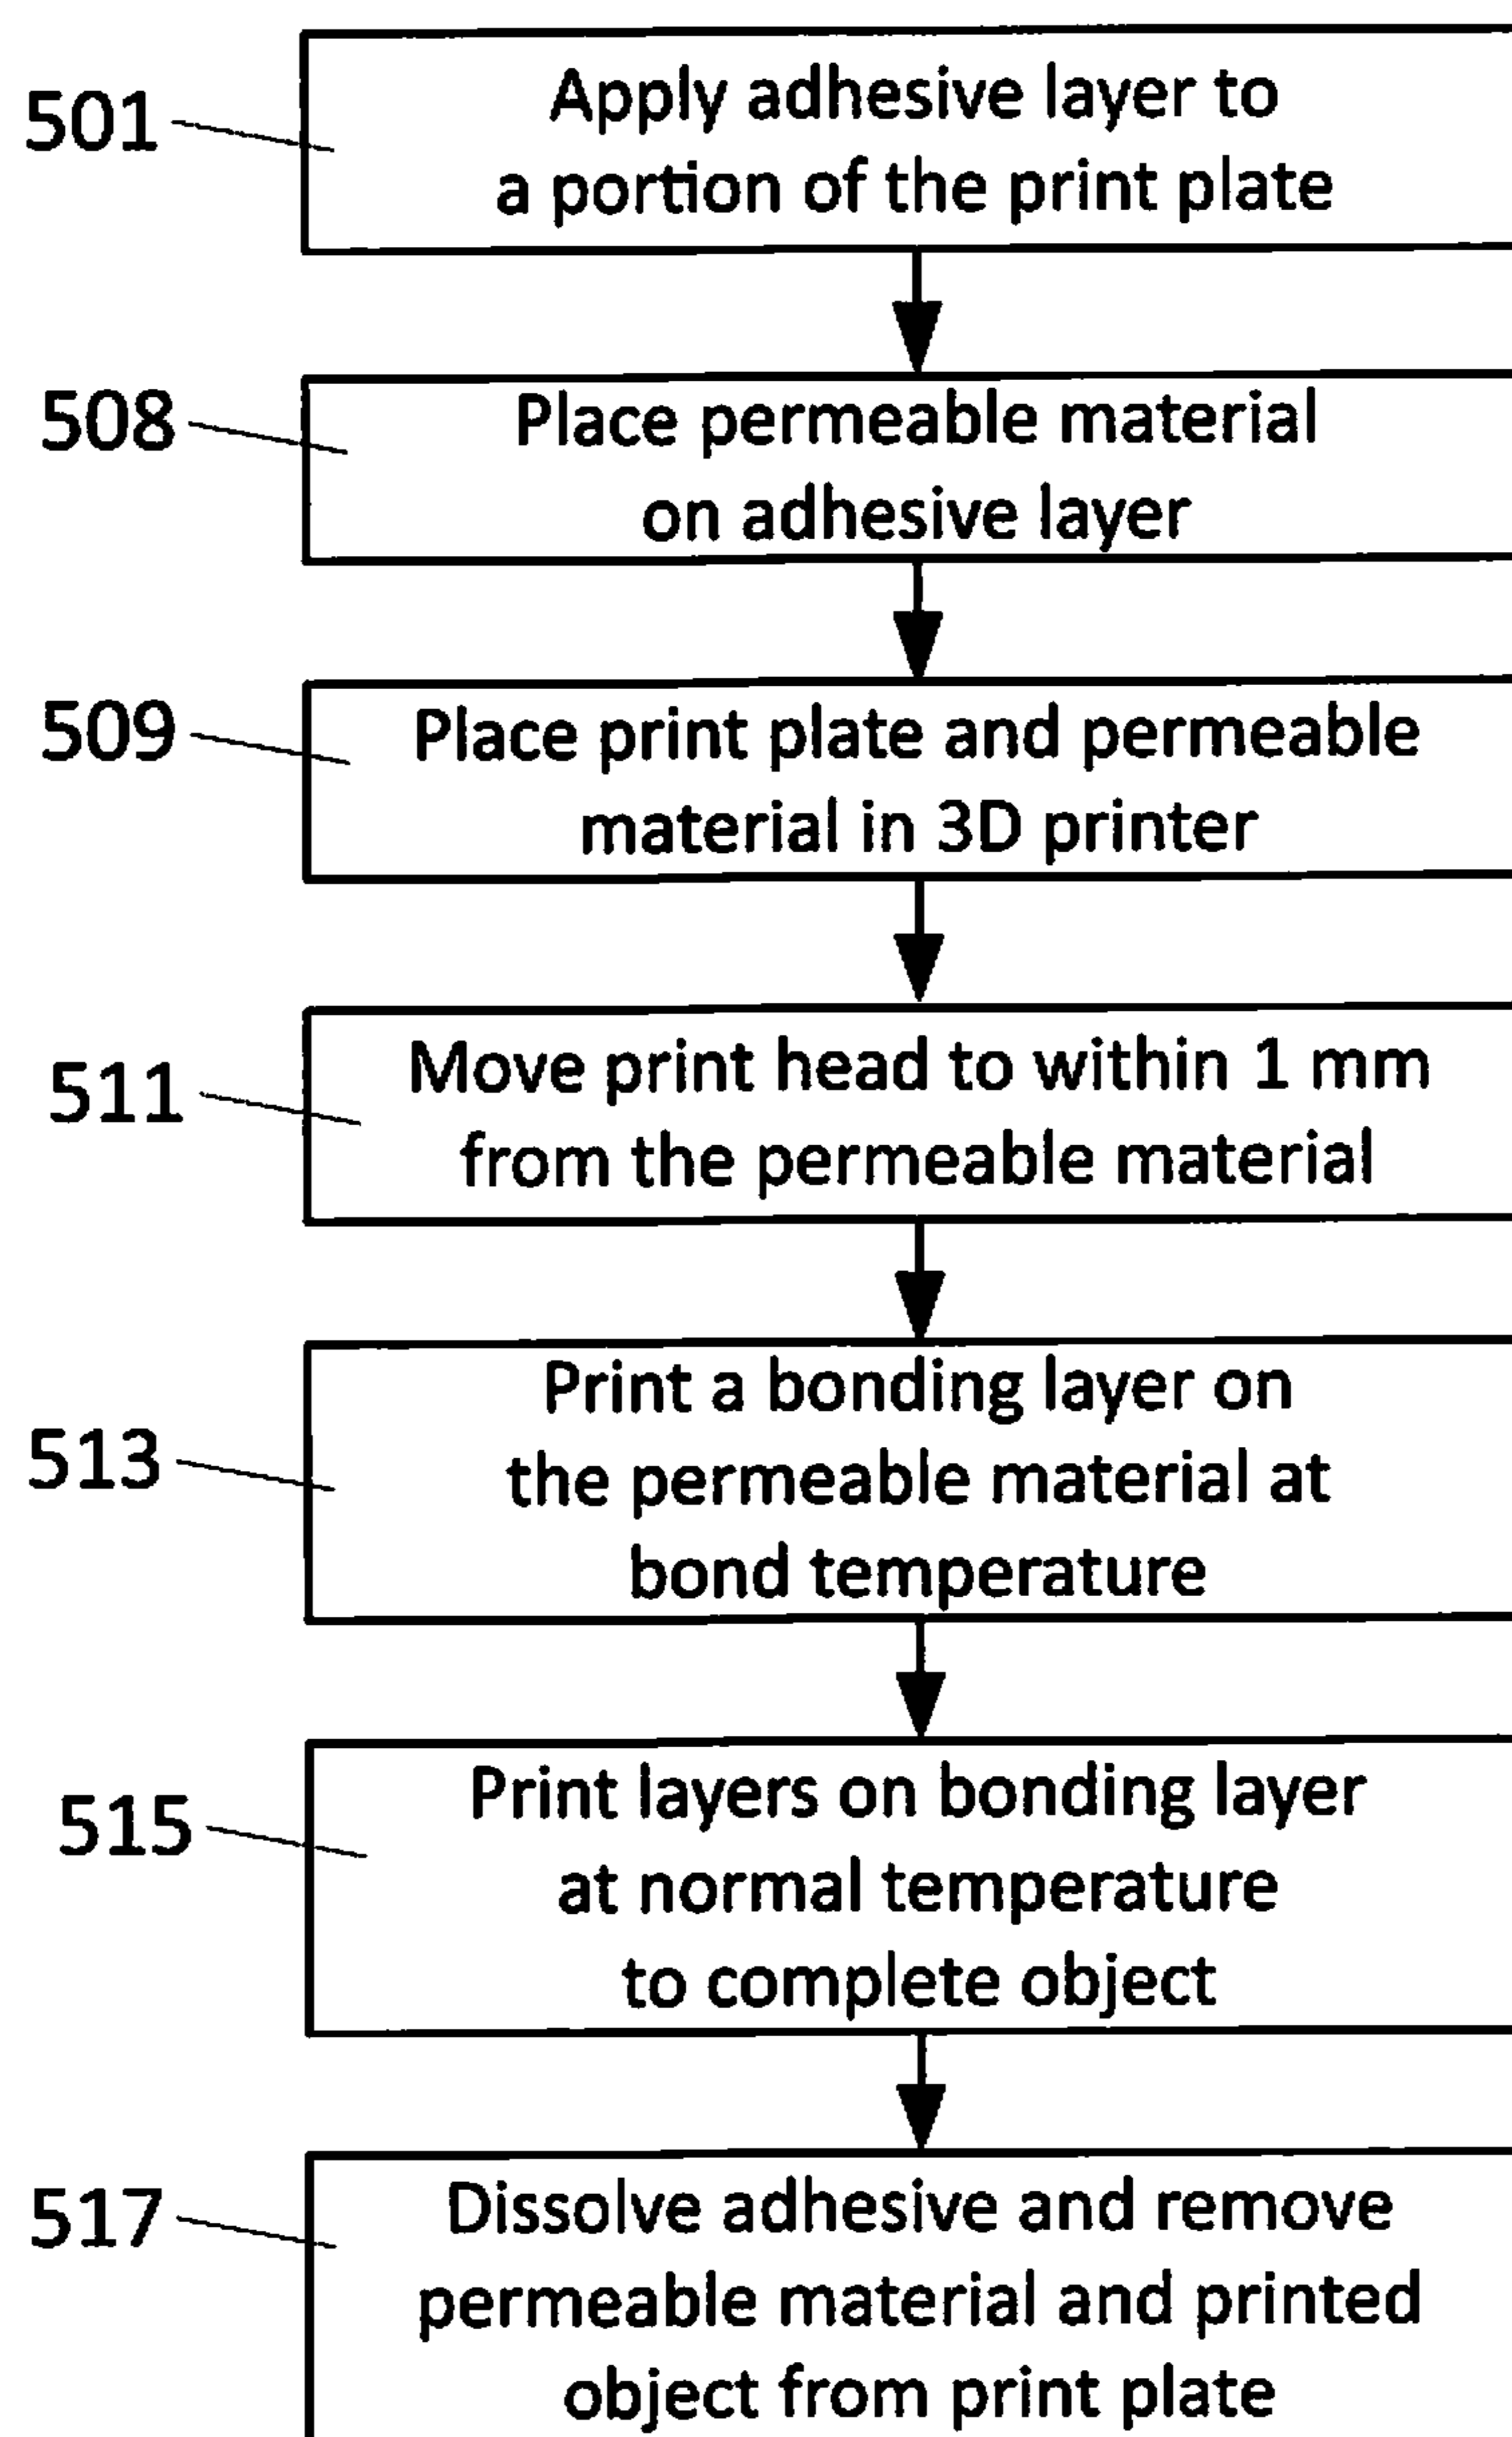 501
Apply adhesive layer to
a portion of the print plate
508
Place permeable material
on adhesive layer
509
Place print plate and permeable
material in 3D printer
511
Move print head to within 1 mm
from the permeable material
513
Print a bonding layer on
the permeable material at
bond temperature
515
Print layers on bonding layer
at normal temperature
to complete object
517
Dissolve adhesive and remove
permeable material and printed
object from print plate